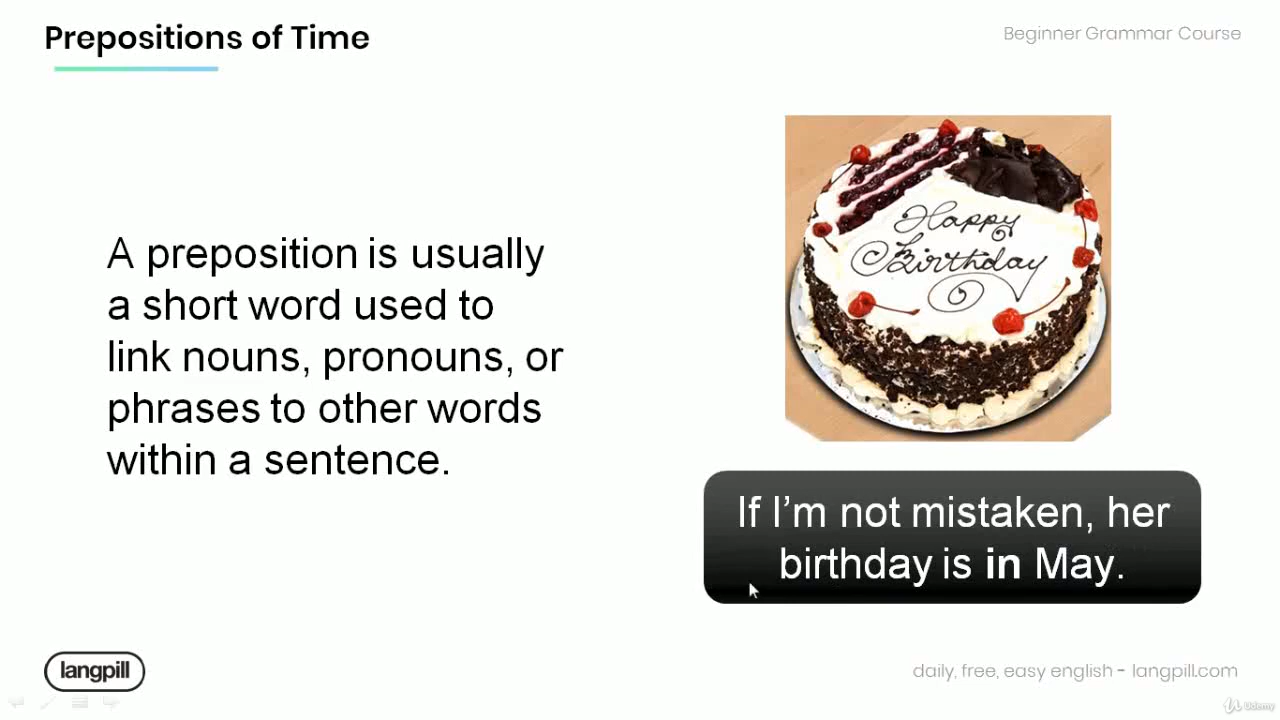 Prepositions of Time
Beginner Grammar Course
A preposition is usually
a short word used to
link nouns, pronouns, or
phrases to other words
within a sentence.
Happy
Birthday
If I’m not mistaken, her
birthday is in May.
langpill
daily, free, easy english - langpill.com
Udemy